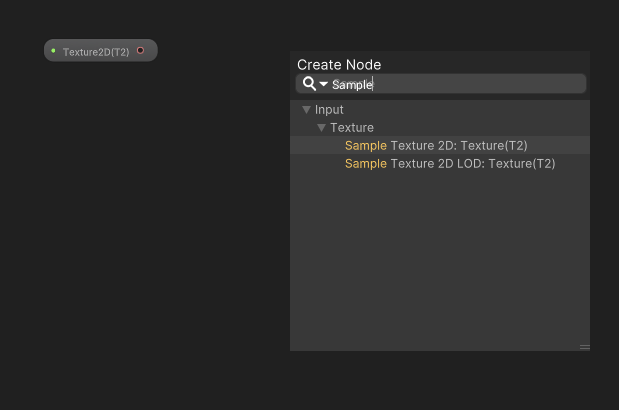 Texture2D(T2)
Create Node
Sample
Input
Texture
Sample Texture 2D: Texture(T2)
Sample Texture 2D LOD: Texture(T2)